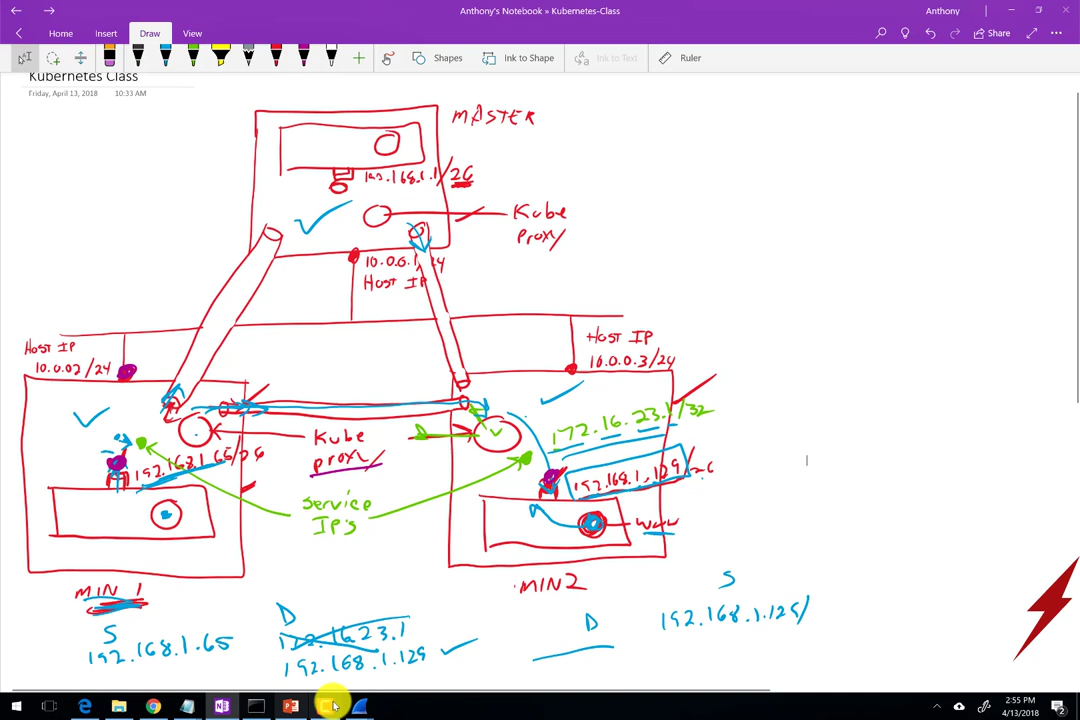 Anthony's Notebook » Kubernetes-Class
Anthony
Home
Insert
Draw
View
Share
Shapes
Ink to Shape
Ink to Text
Ruler
Kubernetes Class
Friday, April 13, 2018
10:33 AM
MASTER
192.168.1.1/26
Kube
Proxy
10.0.0.1/24
Host IP
Host IP
10.0.02/24
Host IP
10.0.0.3/24
172.16.23.1/32
Kube
proxy
192.168.1.65/26
192.168.1.129/26
Service
IP's
www
MIN 1
MIN2
S
192.168.1.65
D
172.16.23.1
192.168.1.129
D
S
192.168.1.129/
2:55 PM
4/13/2018
2